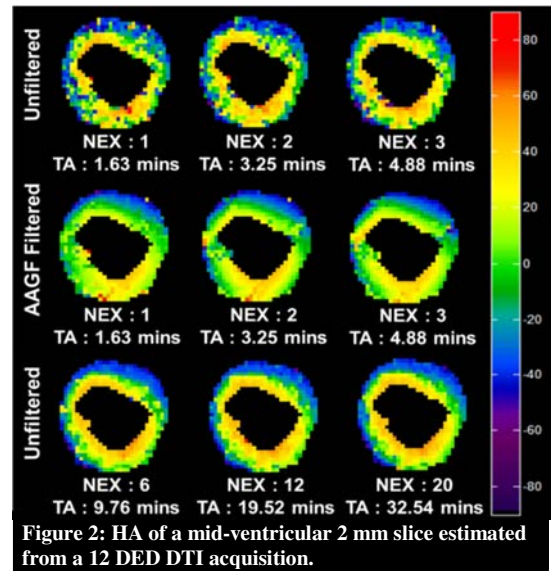 Unfiltered
NEX : 1 NEX : 2 NEX : 3
TA : 1.63 mins TA : 3.25 mins TA : 4.88 mins
AAGF Filtered
NEX : 1 NEX : 2 NEX : 3
TA : 1.63 mins TA : 3.25 mins TA : 4.88 mins
Unfiltered
NEX : 6 NEX : 12 NEX : 20
TA : 9.76 mins TA : 19.52 mins TA : 32.54 mins
80
60
40
20
0
-20
-40
-60
-80
Figure 2: HA of a mid-ventricular 2 mm slice estimated
from a 12 DED DTI acquisition.